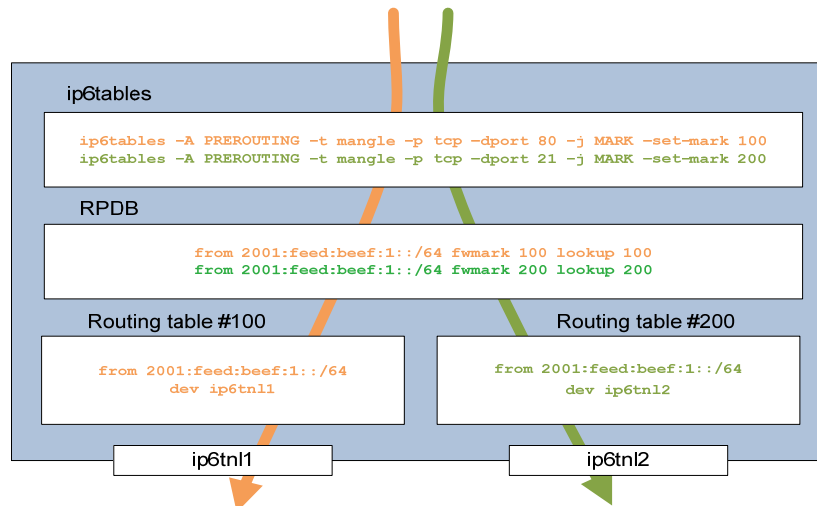 ip6tables
ip6tables –A PREROUTING –t mangle –p tcp –dport 80 –j MARK –set–mark 100
ip6tables –A PREROUTING –t mangle –p tcp –dport 21 –j MARK –set–mark 200
RPDB
from 2001:feed:beef:1::/64 fwmark 100 lookup 100
from 2001:feed:beef:1::/64 fwmark 200 lookup 200
Routing table #100
from 2001:feed:beef:1::/64
dev ip6tnl1
Routing table #200
from 2001:feed:beef:1::/64
dev ip6tnl2
ip6tnl1
ip6tnl2